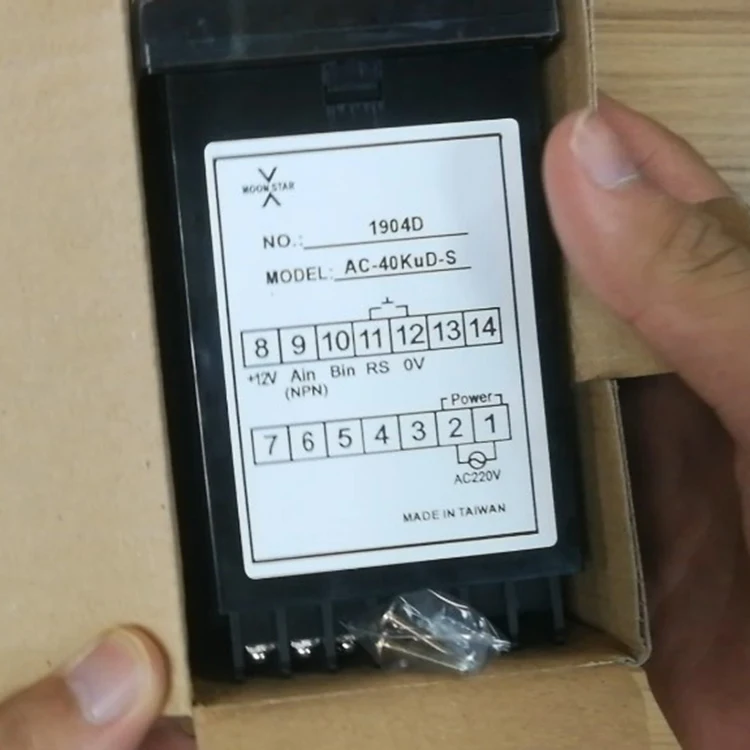 MOON STAR
NO.: 1904D
MODEL: AC-40KuD-S
8 9 10 11 12 13 14
+12V Ain Bin RS 0V
(NPN)
Power
7 6 5 4 3 2 1
AC220V
MADE IN TAIWAN